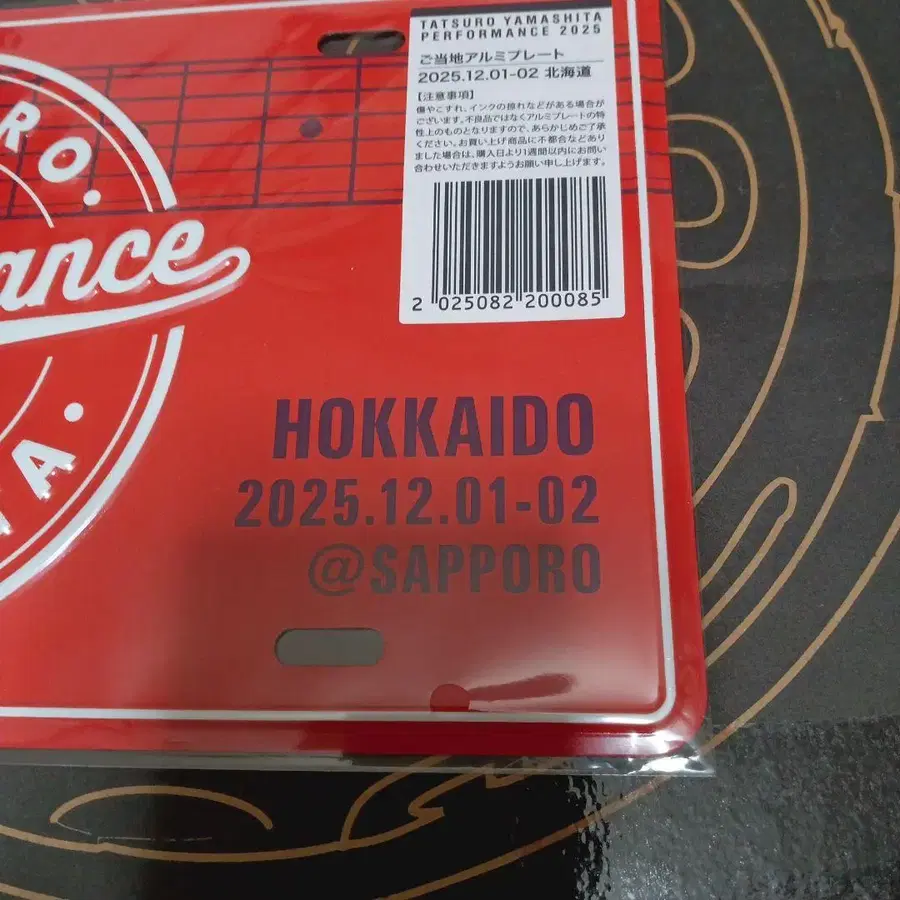 TATSURO YAMASHITA
PERFORMANCE 2025
ご当地アルミプレート
2025.12.01-02 北海道
【注意事項】
傷やこすれ、インクの掠れなどがある場合が
ございます。不良品ではなくアルミプレートの特
性上のものとなりますので、あらかじめご了承
ください。お買い上げ商品に不都合などあり
ました場合は、購入日より1週間以内にお問い
合わせいただきますようお願い申し上げます。
2 025082 200085
RO.
ance
TA.
HOKKAIDO
2025.12.01-02
@SAPPORO